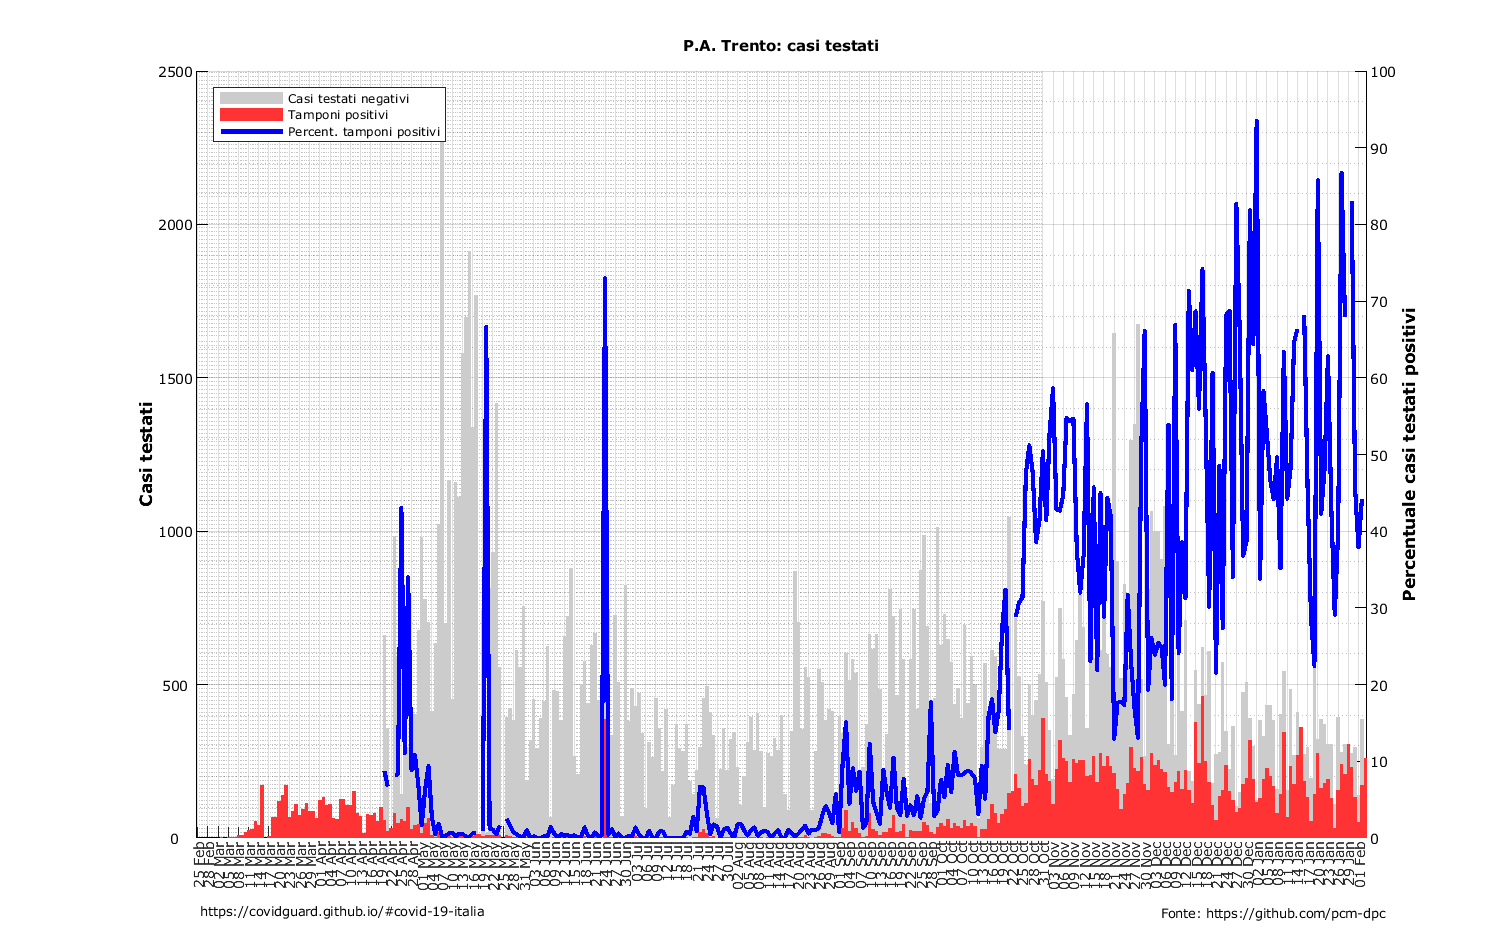 P.A. Trento: casi testati
Casi testati negativi
Tamponi positivi
Percent. tamponi positivi
Casi testati
2500
2000
1500
1000
500
0
100
90
80
70
60
50
40
30
20
10
0
Percentuale casi testati positivi
25 Feb
28 Feb
02 Mar
05 Mar
08 Mar
11 Mar
14 Mar
17 Mar
20 Mar
23 Mar
26 Mar
29 Mar
01 Apr
04 Apr
07 Apr
10 Apr
13 Apr
16 Apr
19 Apr
22 Apr
25 Apr
28 Apr
01 May
04 May
07 May
10 May
13 May
16 May
19 May
22 May
25 May
28 May
31 May
03 Jun
06 Jun
09 Jun
12 Jun
15 Jun
18 Jun
21 Jun
24 Jun
27 Jun
30 Jun
03 Jul
06 Jul
09 Jul
12 Jul
15 Jul
18 Jul
21 Jul
24 Jul
27 Jul
30 Jul
02 Aug
05 Aug
08 Aug
11 Aug
14 Aug
17 Aug
20 Aug
23 Aug
26 Aug
29 Aug
01 Sep
04 Sep
07 Sep
10 Sep
13 Sep
16 Sep
19 Sep
22 Sep
25 Sep
28 Sep
01 Oct
04 Oct
07 Oct
10 Oct
13 Oct
16 Oct
19 Oct
22 Oct
25 Oct
28 Oct
31 Oct
03 Nov
06 Nov
09 Nov
12 Nov
15 Nov
18 Nov
21 Nov
24 Nov
27 Nov
30 Nov
03 Dec
06 Dec
09 Dec
12 Dec
15 Dec
18 Dec
21 Dec
24 Dec
27 Dec
30 Dec
02 Jan
05 Jan
08 Jan
11 Jan
14 Jan
17 Jan
20 Jan
23 Jan
26 Jan
29 Jan
01 Feb
https://covidguard.github.io/#covid-19-italia
Fonte: https://github.com/pcm-dpc